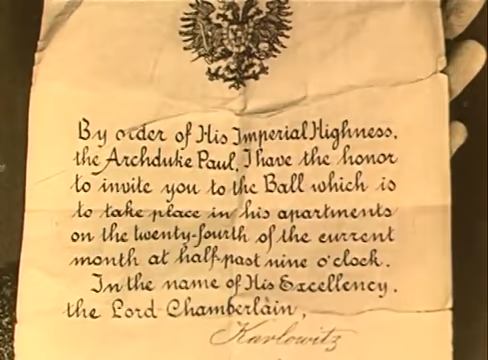 By order of His Imperial Highness,
the Archduke Paul, I have the honor
to invite you to the Ball which is
to take place in his apartments
on the twenty-fourth of the current
month at half-past nine o'clock.
In the name of His Excellency,
the Lord Chamberlain,
Karlowitz